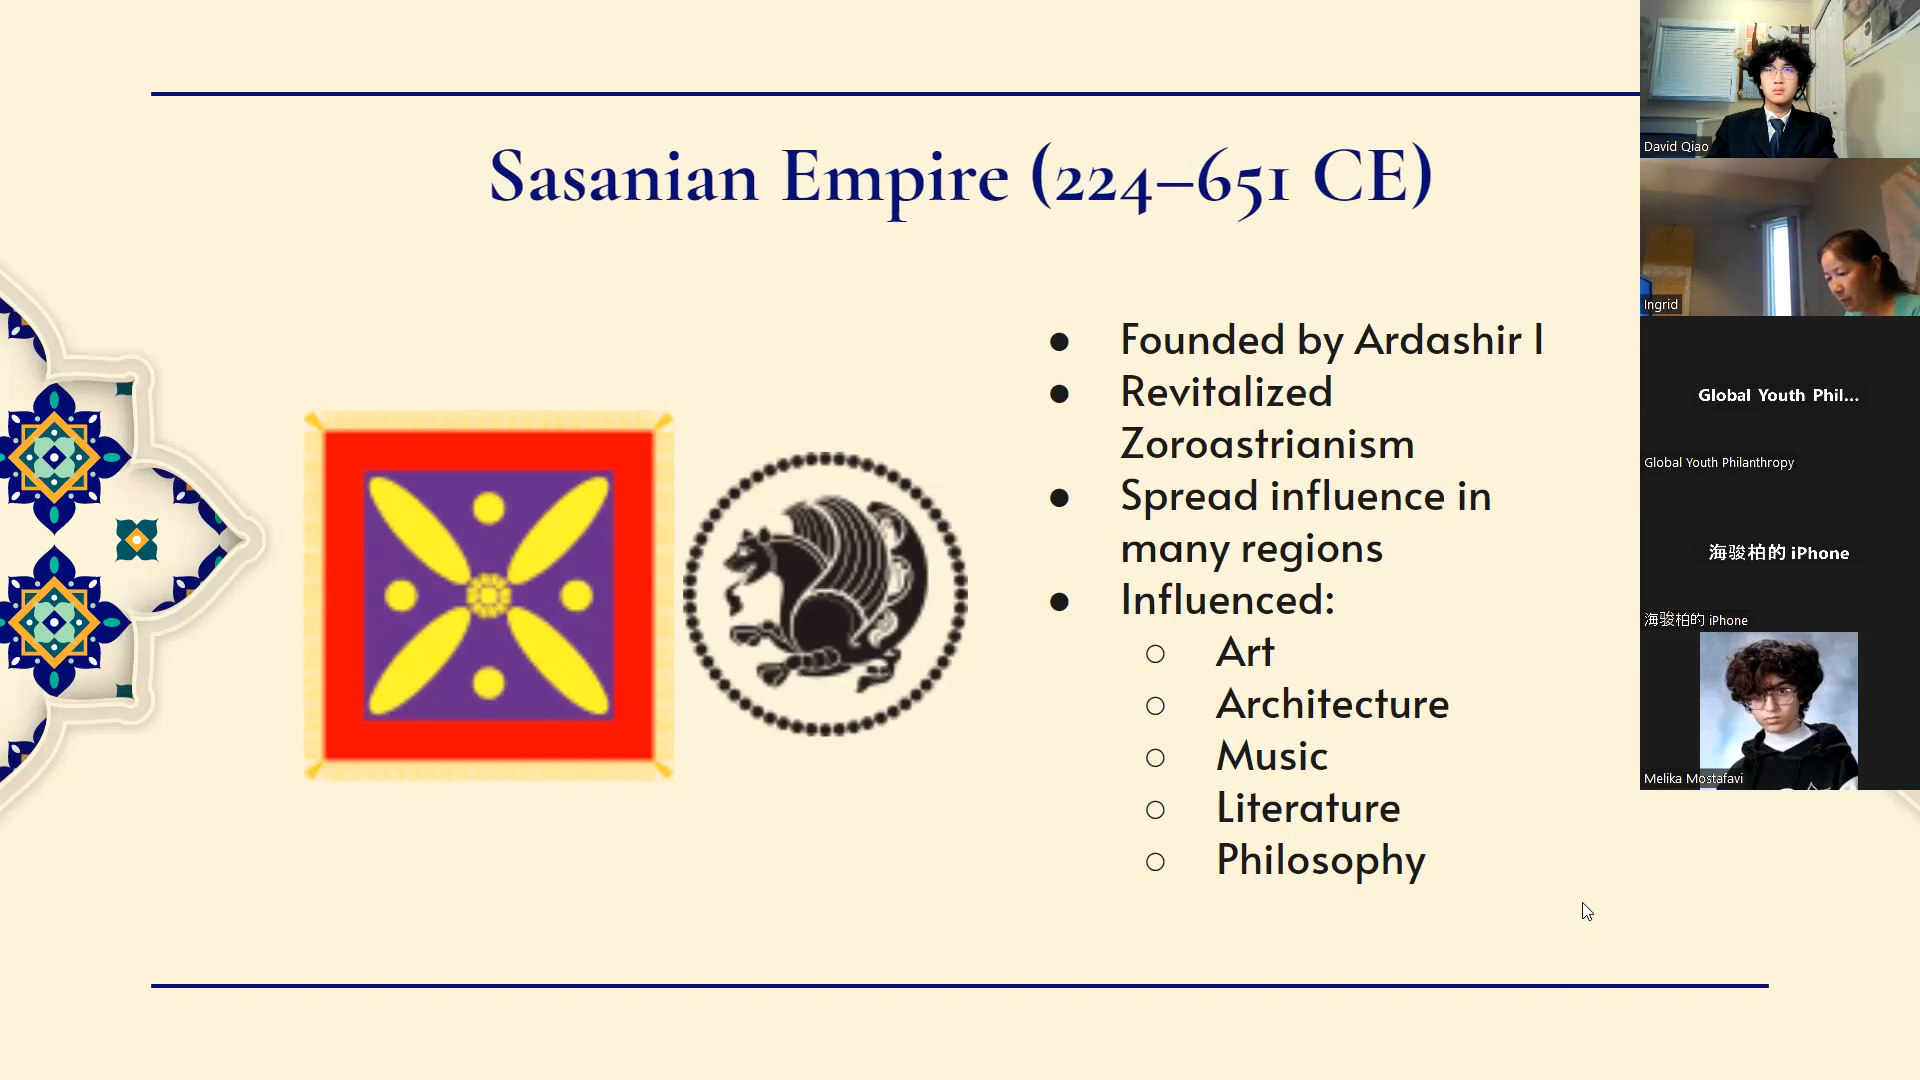 Sasanian Empire (224–651 CE)
● Founded by Ardashir I
● Revitalized
Zoroastrianism
● Spread influence in
many regions
● Influenced:
○ Art
○ Architecture
○ Music
○ Literature
○ Philosophy
David Qiao
Ingrid
Global Youth Phil...
Global Youth Philanthropy
海骏柏的 iPhone
海骏柏的 iPhone
Melika Mostafavi